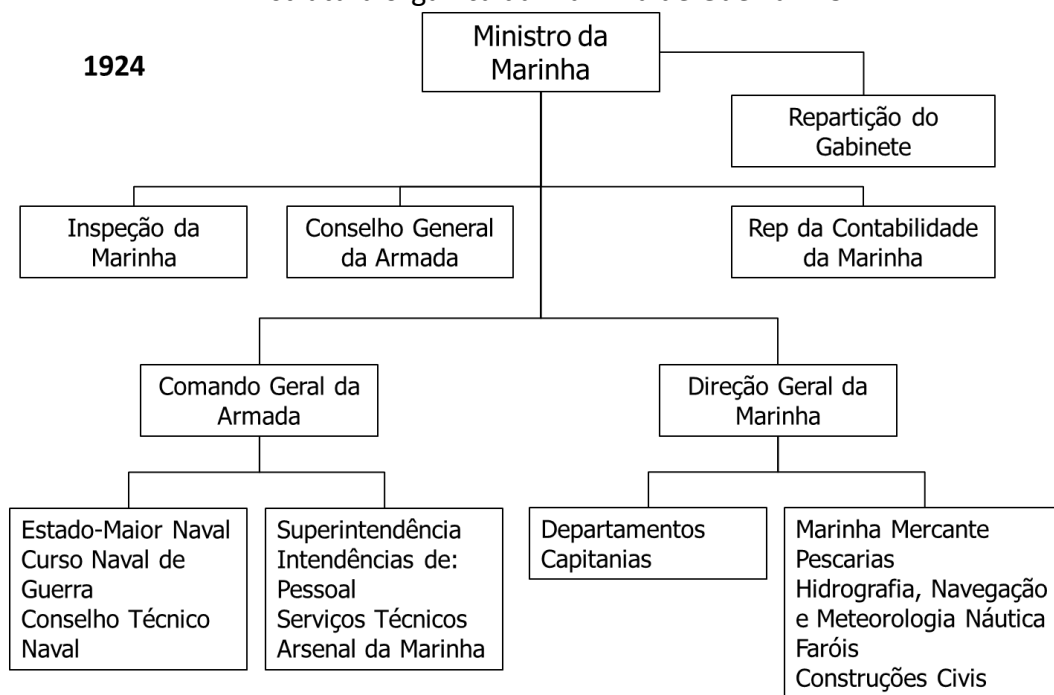 1924
Ministro da
Marinha
Repartição do
Gabinete
Inspeção da
Marinha
Conselho General
da Armada
Rep da Contabilidade
da Marinha
Comando Geral da
Armada
Direção Geral da
Marinha
Estado-Maior Naval
Curso Naval de
Guerra
Conselho Técnico
Naval
Superintendência
Intendências de:
Pessoal
Serviços Técnicos
Arsenal da Marinha
Departamentos
Capitanias
Marinha Mercante
Pescarias
Hidrografia, Navegação
e Meteorologia Náutica
Faróis
Construções Civis